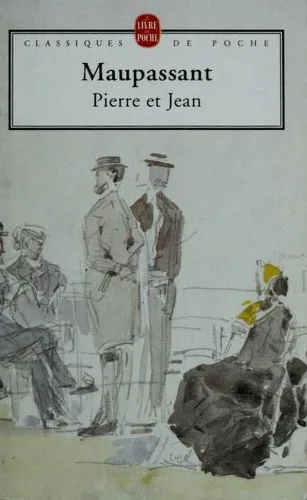 LE LIVRE
DE
POCHE
CLASSIQUES DE POCHE
Maupassant
Pierre et Jean